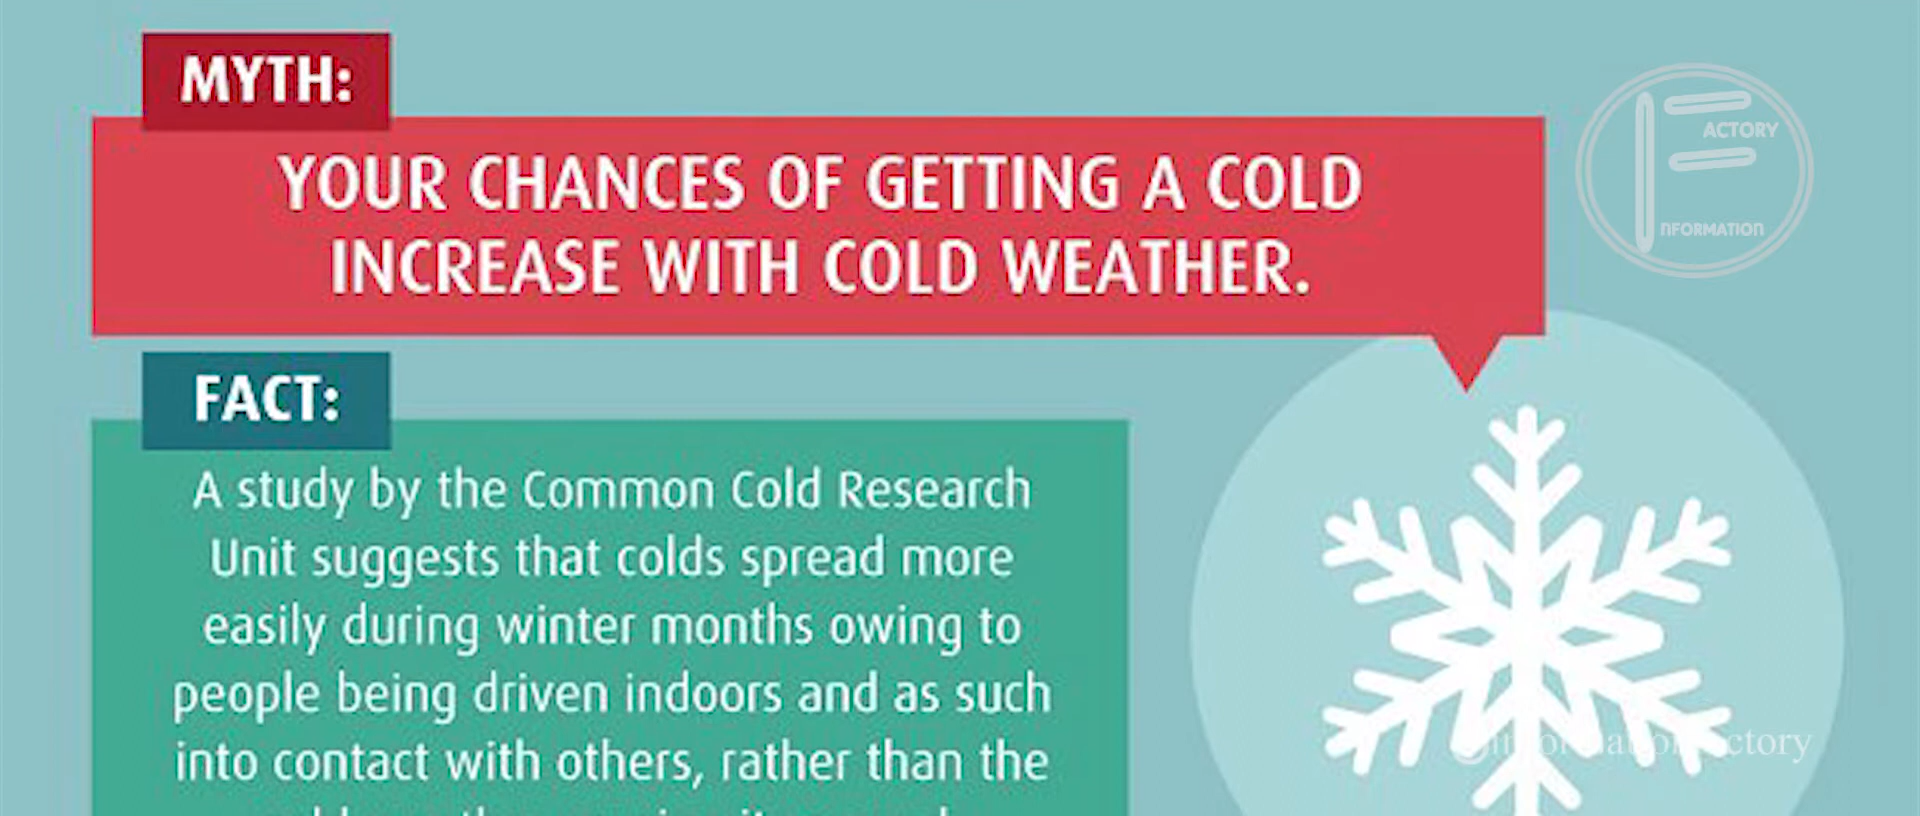 MYTH:
YOUR CHANCES OF GETTING A COLD
INCREASE WITH COLD WEATHER.
ACTORY
NFORMATION
FACT:
A study by the Common Cold Research
Unit suggests that colds spread more
easily during winter months owing to
people being driven indoors and as such
into contact with others, rather than the